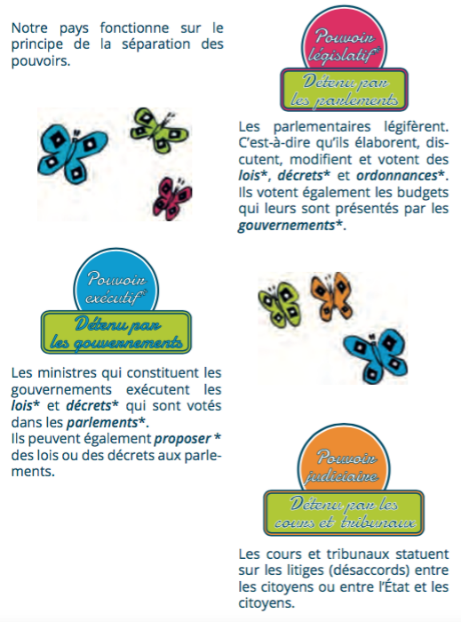 Notre pays fonctionne sur le
principe de la séparation des
pouvoirs.
Pouvoir
exécutif*
Détenu par
les gouvernements
Les ministres qui constituent les
gouvernements exécutent les
lois* et décrets* qui sont votés
dans les parlements*.
Ils peuvent également proposer *
des lois ou des décrets aux parle-
ments.
Pouvoir
législatif*
Détenu par
les parlements
Les parlementaires légifèrent.
C'est-à-dire qu'ils élaborent, dis-
cutent, modifient et votent des
lois*, décrets* et ordonnances*.
Ils votent également les budgets
qui leurs sont présentés par les
gouvernements*.
Pouvoir
judiciaire
Détenu par les
cours et tribunaux
Les cours et tribunaux statuent
sur les litiges (désaccords) entre
les citoyens ou entre l'État et les
citoyens.